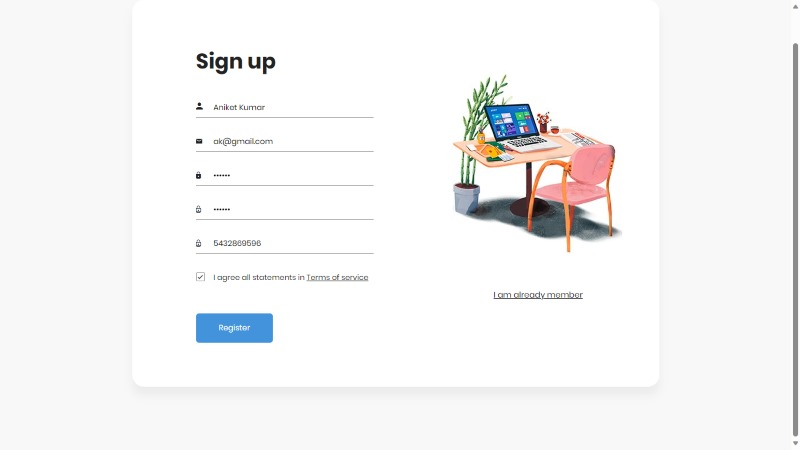 Sign up
Aniket Kumar
ak@gmail.com
••••••
••••••
5432869596
I agree all statements in Terms of service
Register
I am already member